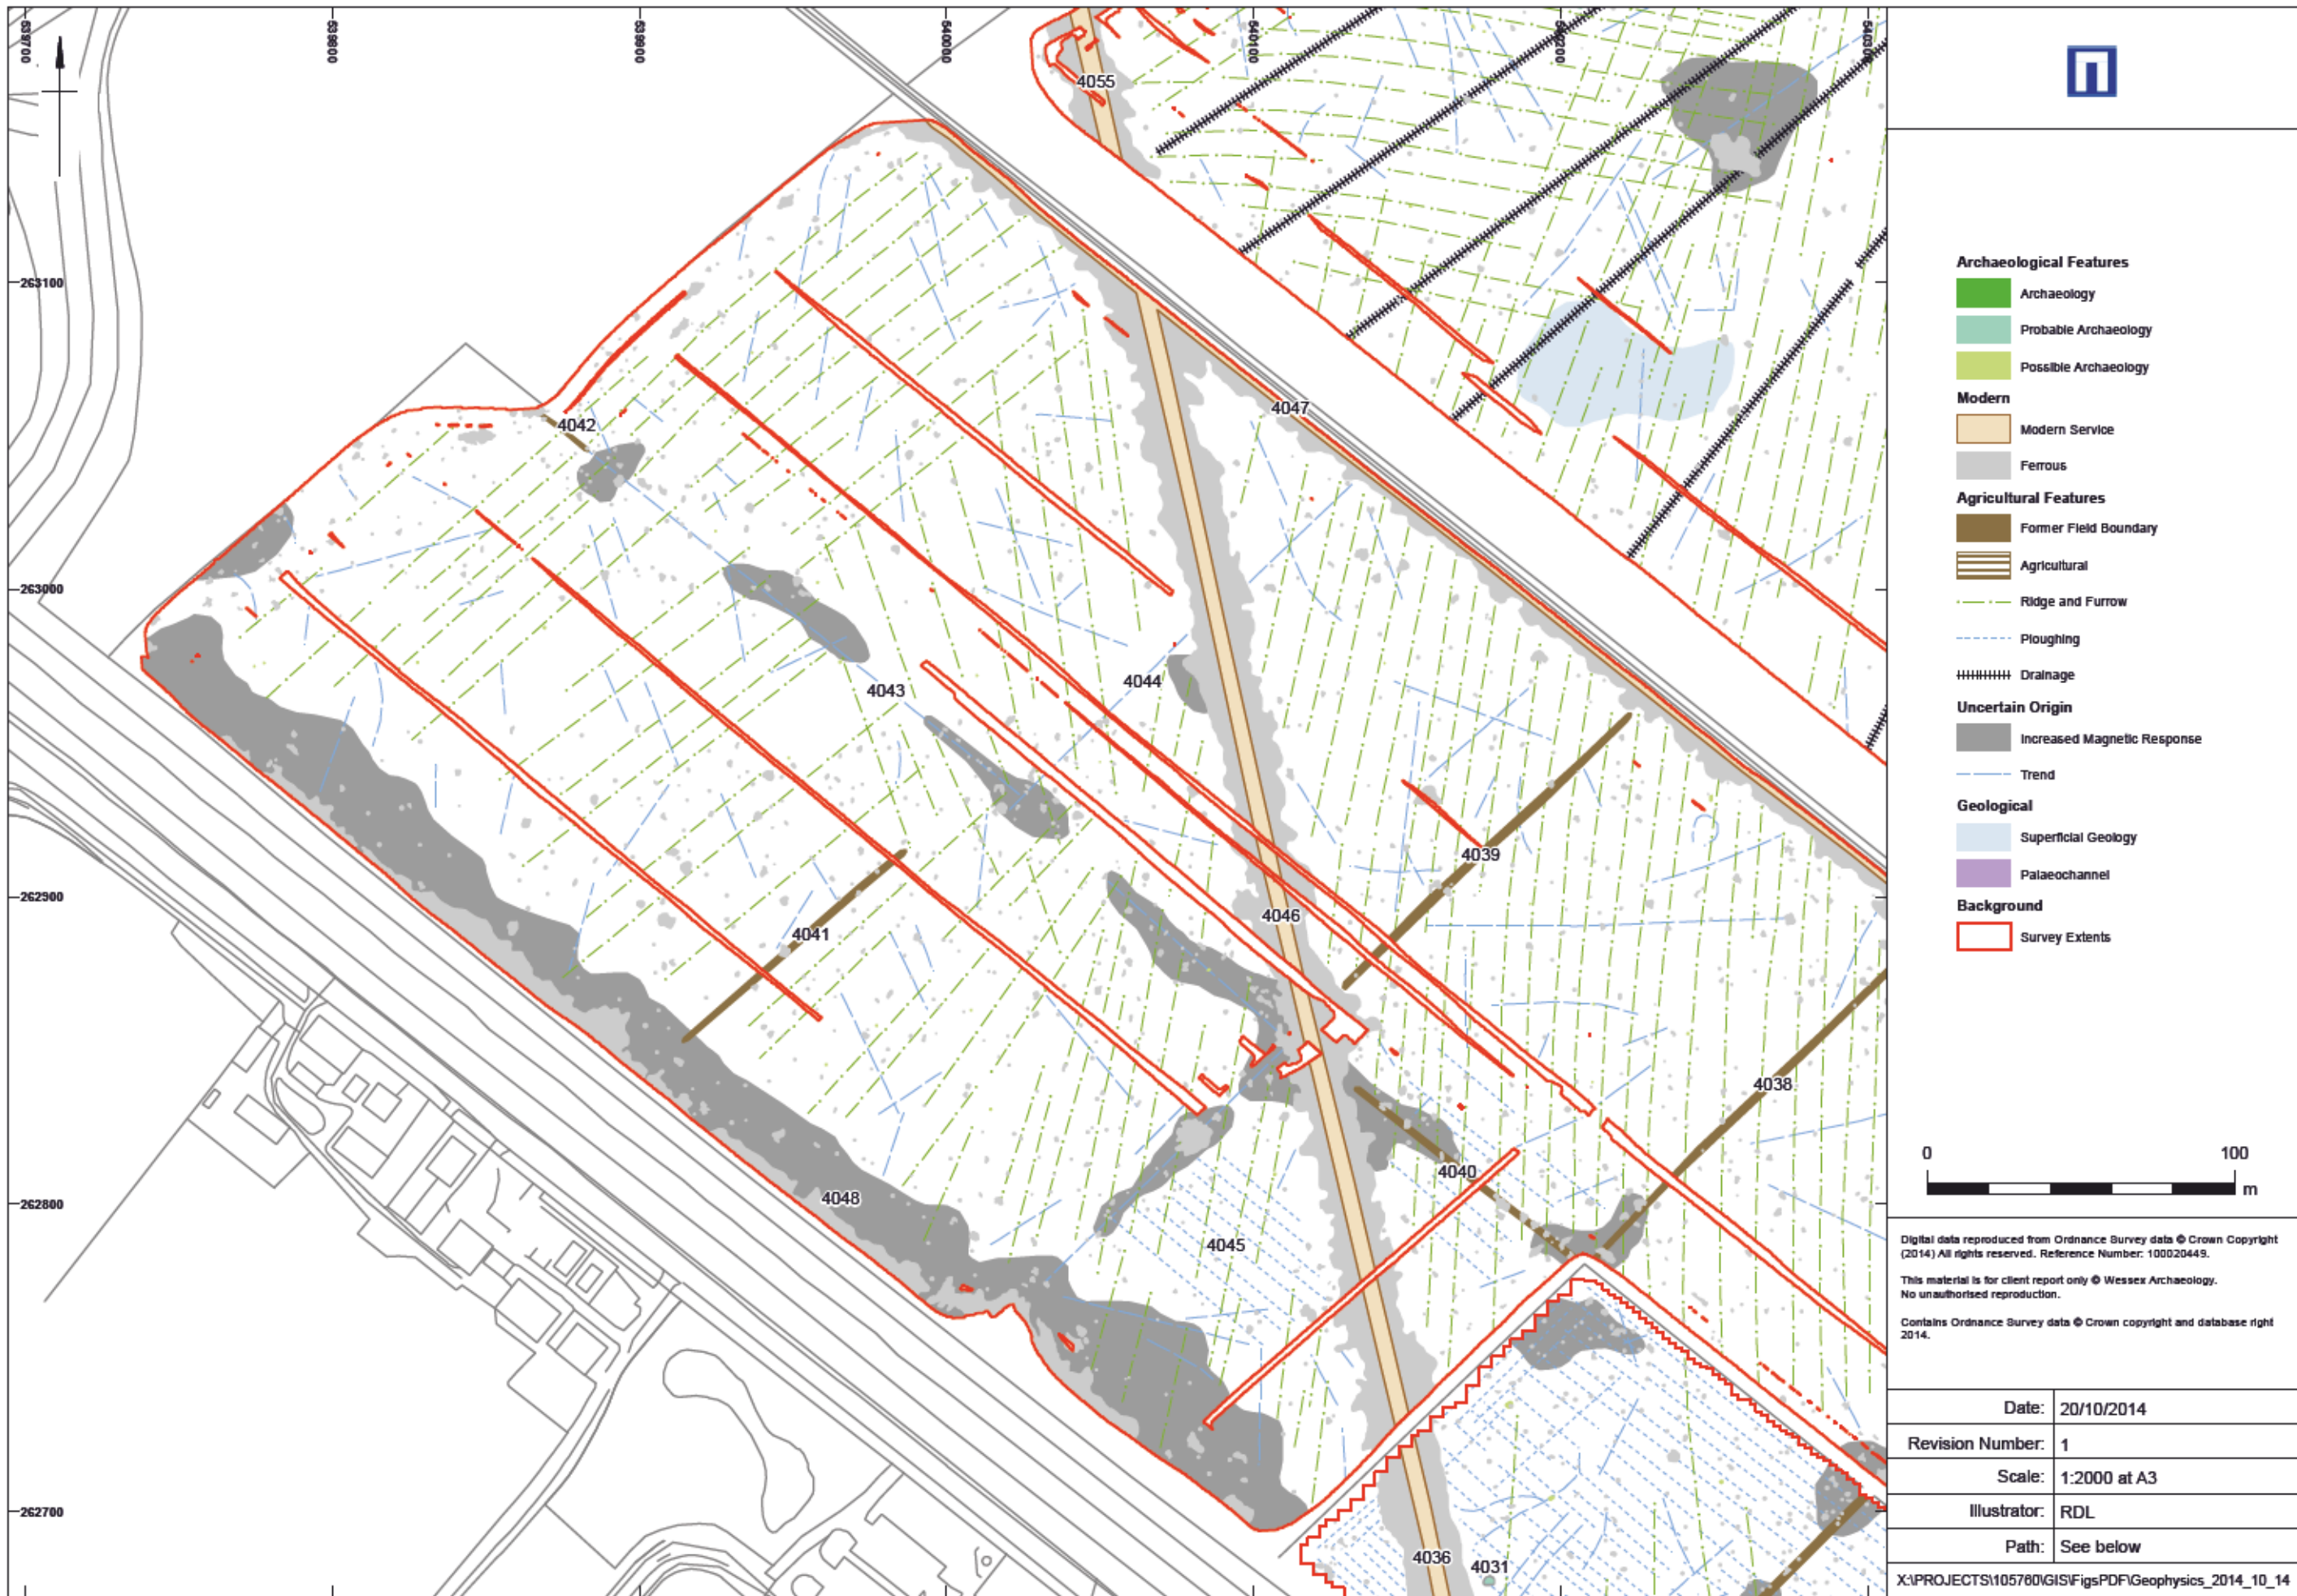 539700
539800
539900
540000
540100
540200
540300
263100
263000
262900
262800
262700
4055
4047
4042
4044
4043
4039
4046
4041
4038
4040
4048
4045
4036
4031
Archaeological Features
Archaeology
Probable Archaeology
Possible Archaeology
Modern
Modern Service
Ferrous
Agricultural Features
Former Field Boundary
Agricultural
Ridge and Furrow
Ploughing
Drainage
Uncertain Origin
Increased Magnetic Response
Trend
Geological
Superficial Geology
Palaeochannel
Background
Survey Extents
0 100
m
Digital data reproduced from Ordnance Survey data © Crown Copyright
(2014) All rights reserved. Reference Number: 100020449.
This material is for client report only © Wessex Archaeology.
No unauthorised reproduction.
Contains Ordnance Survey data © Crown copyright and database right
2014.
Date: 20/10/2014
Revision Number: 1
Scale: 1:2000 at A3
Illustrator: RDL
Path: See below
X:\PROJECTS\105760\GIS\FigsPDF\Geophysics_2014_10_14